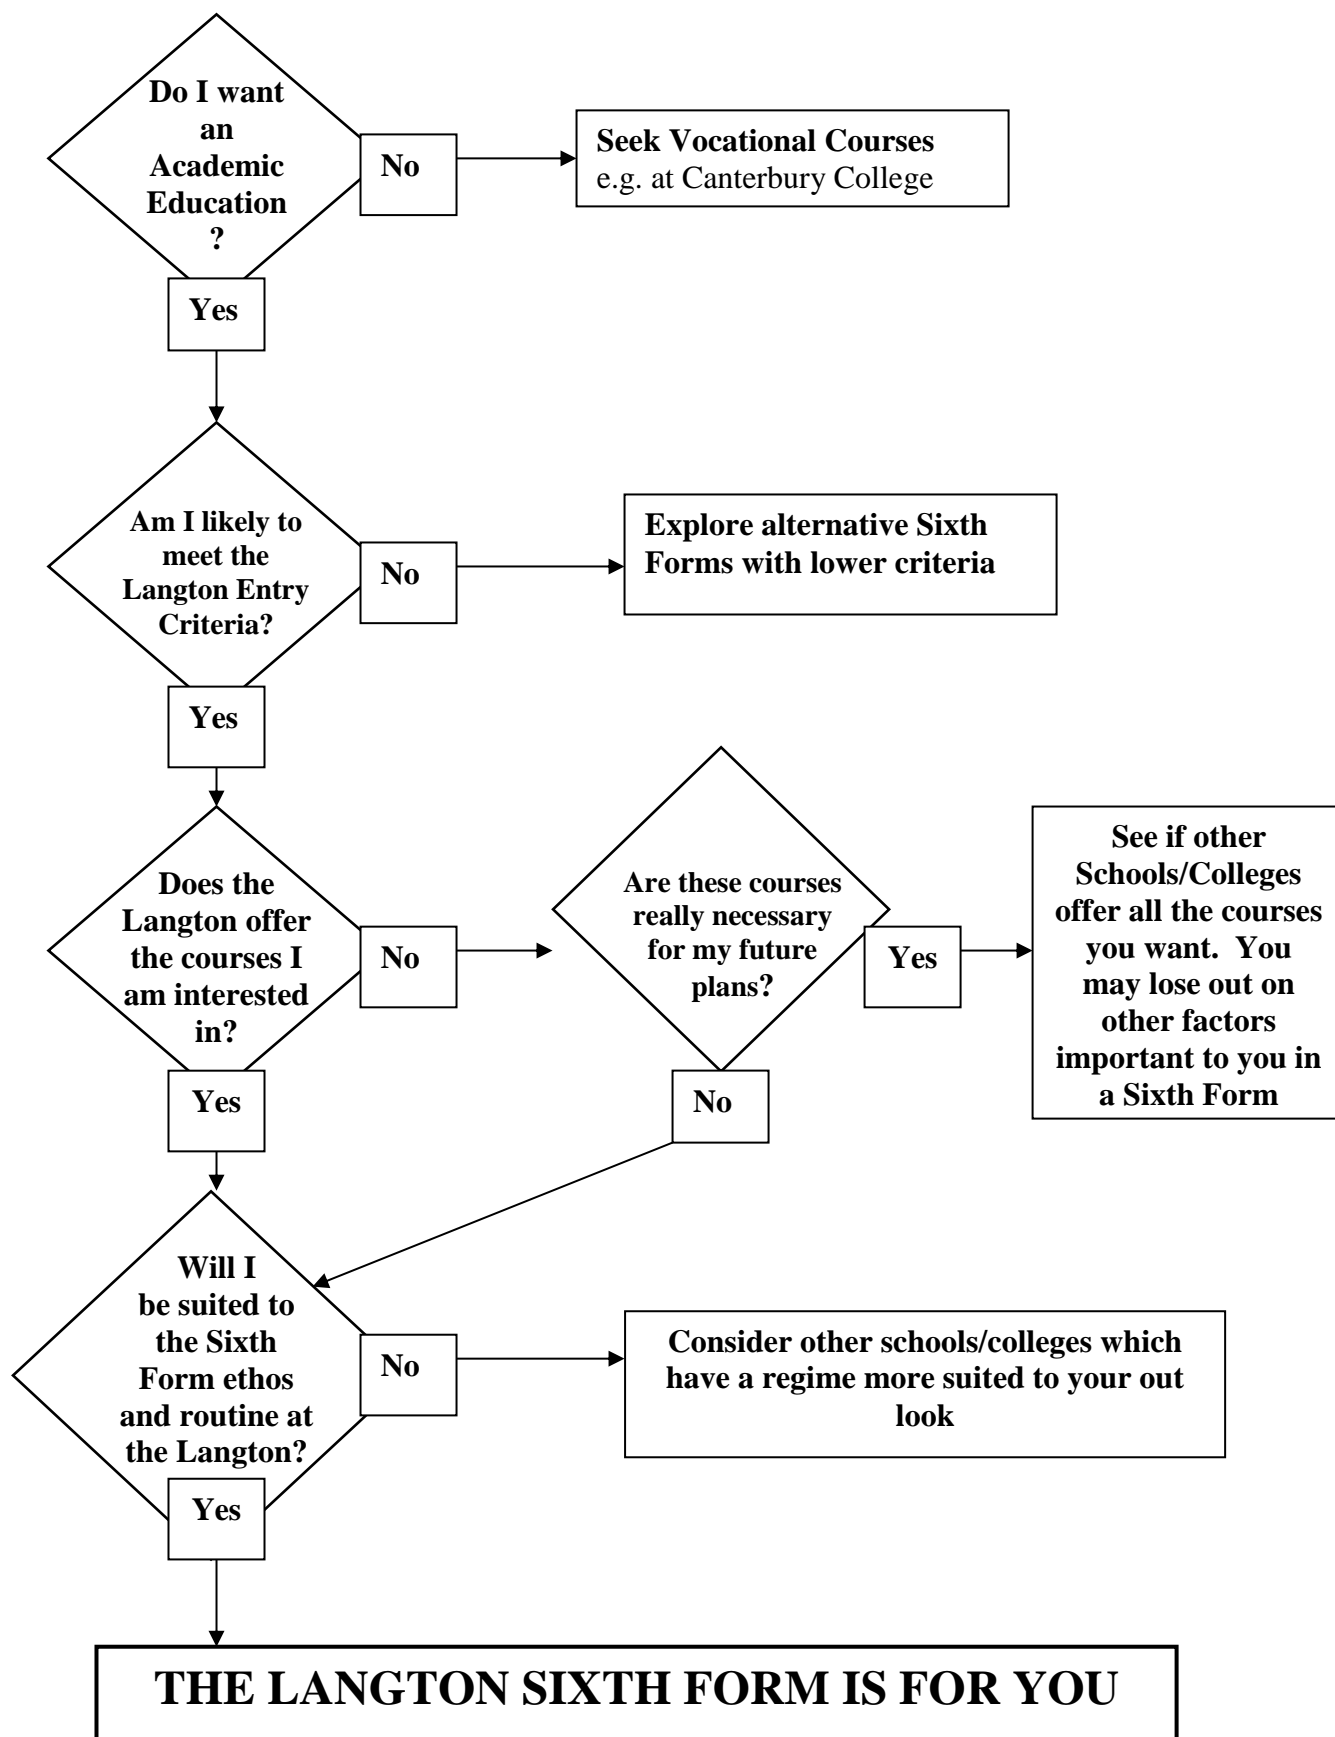 Do I want
an
Academic
Education
?
No
Seek Vocational Courses
e.g. at Canterbury College
Yes
Am I likely to
meet the
Langton Entry
Criteria?
No
Explore alternative Sixth
Forms with lower criteria
Yes
Does the
Langton offer
the courses I
am interested
in?
No
Are these courses
really necessary
for my future
plans?
Yes
See if other
Schools/Colleges
offer all the courses
you want.  You
may lose out on
other factors
important to you in
a Sixth Form
Yes
No
Will I
be suited to
the Sixth
Form ethos
and routine at
the Langton?
No
Consider other schools/colleges which
have a regime more suited to your out
look
Yes
THE LANGTON SIXTH FORM IS FOR YOU